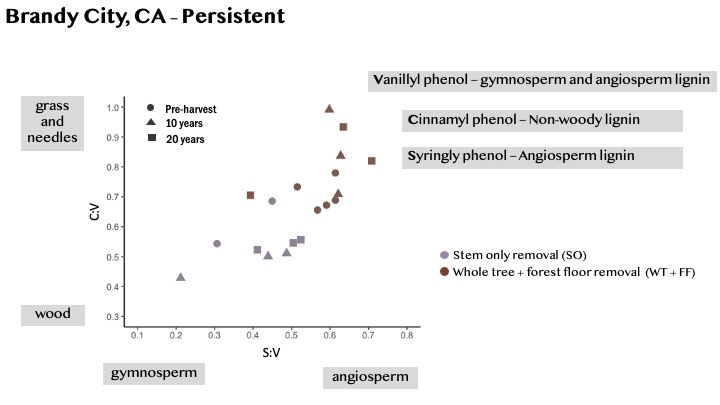 Brandy City, CA – Persistent
Vanillyl phenol – gymnosperm and angiosperm lignin
grass
and
needles
Pre-harvest
10 years
20 years
Cinnamyl phenol – Non-woody lignin
Syringly phenol – Angiosperm lignin
1.0
0.9
0.8
0.7
0.6
0.5
0.4
0.3
C:V
Stem only removal (SO)
Whole tree + forest floor removal (WT + FF)
wood
0.1 0.2 0.3 0.4 0.5 0.6 0.7 0.8
S:V
gymnosperm
angiosperm